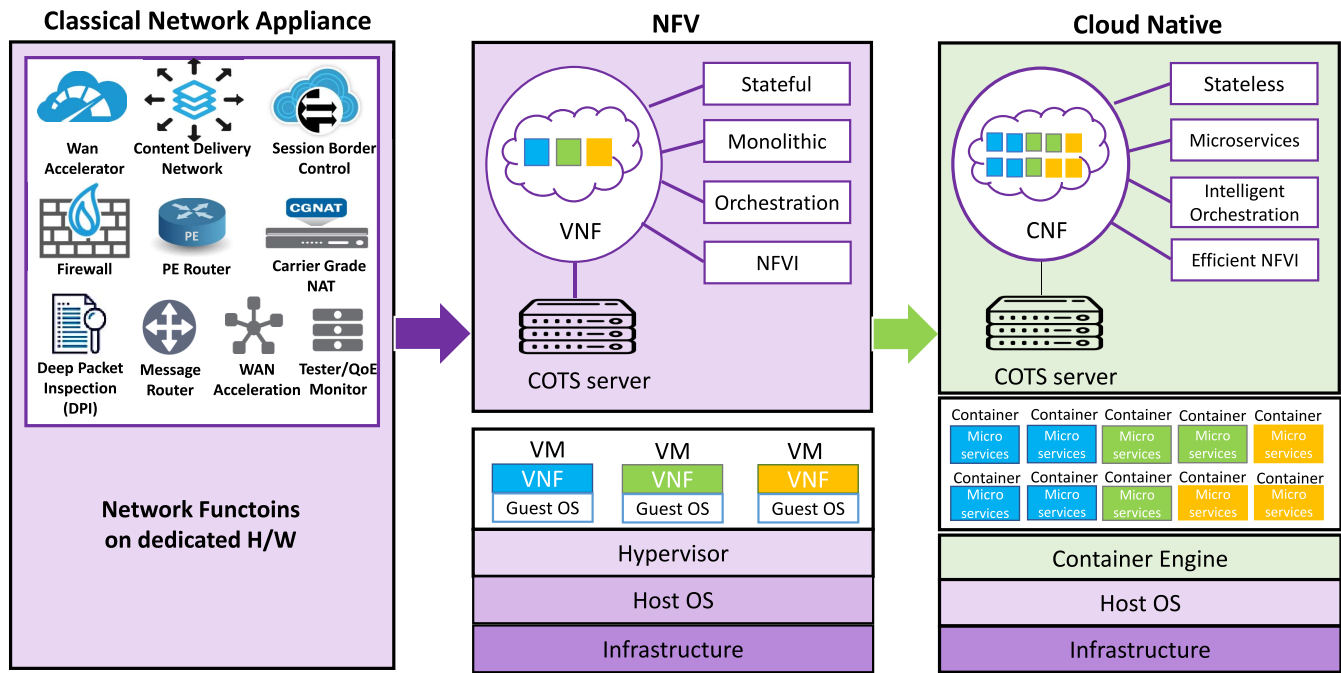 Classical Network Appliance
Wan
Accelerator
Content Delivery
Network
Session Border
Control
Firewall
PE
PE Router
CGNAT
Carrier Grade
NAT
Deep Packet
Inspection
(DPI)
Message
Router
WAN
Acceleration
Tester/QoE
Monitor
Network Functoins
on dedicated H/W
NFV
VNF
Stateful
Monolithic
Orchestration
NFVI
COTS server
VM
VNF
Guest OS
VM
VNF
Guest OS
VM
VNF
Guest OS
Hypervisor
Host OS
Infrastructure
Cloud Native
CNF
Stateless
Microservices
Intelligent
Orchestration
Efficient NFVI
COTS server
Container
Micro
services
Container
Micro
services
Container
Micro
services
Container
Micro
services
Container
Micro
services
Container
Micro
services
Container
Micro
services
Container
Micro
services
Container
Micro
services
Container
Micro
services
Container Engine
Host OS
Infrastructure